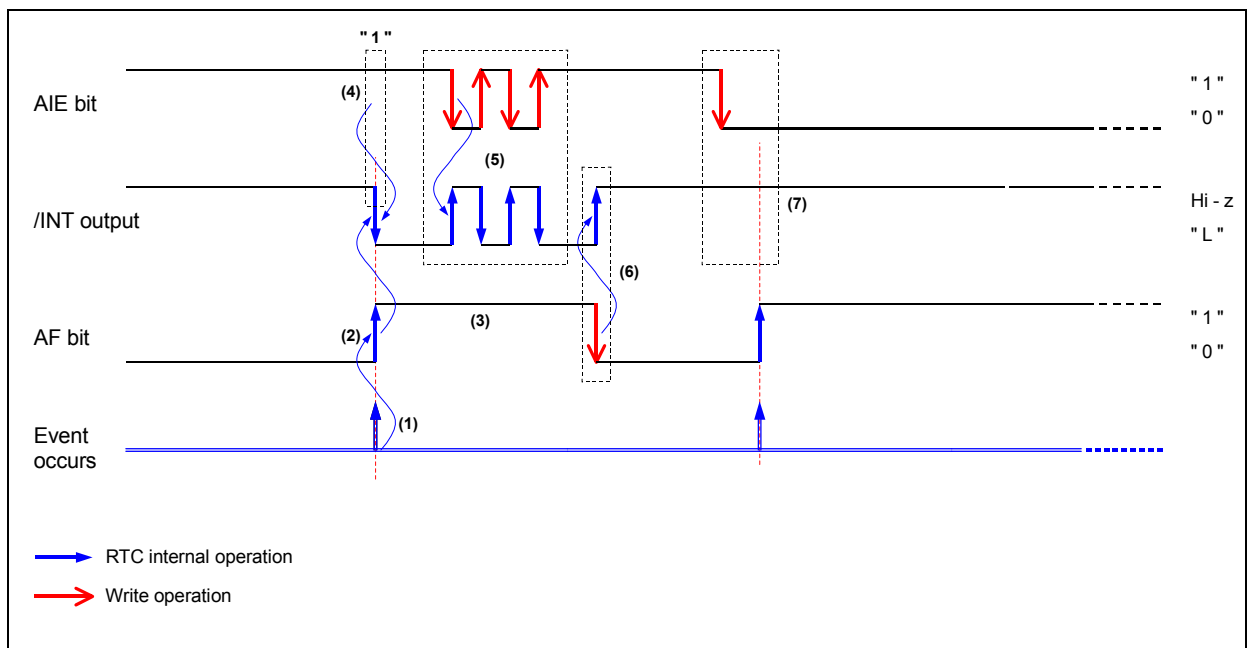 " 1 "
AIE bit
(4)
" 1 "
" 0 "
(5)
/INT output
(7)
Hi - z
" L "
(6)
AF bit
(2)
(3)
" 1 "
" 0 "
(1)
Event
occurs
RTC internal operation
Write operation